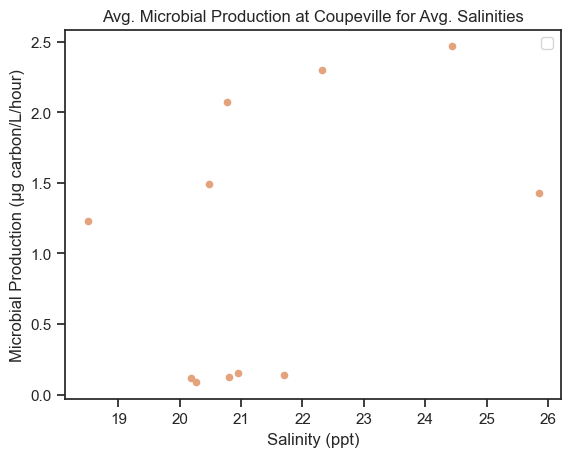 Avg. Microbial Production at Coupeville for Avg. Salinities
2.5
2.0
1.5
1.0
0.5
0.0
Microbial Production (μg carbon/L/hour)
19 20 21 22 23 24 25 26
Salinity (ppt)